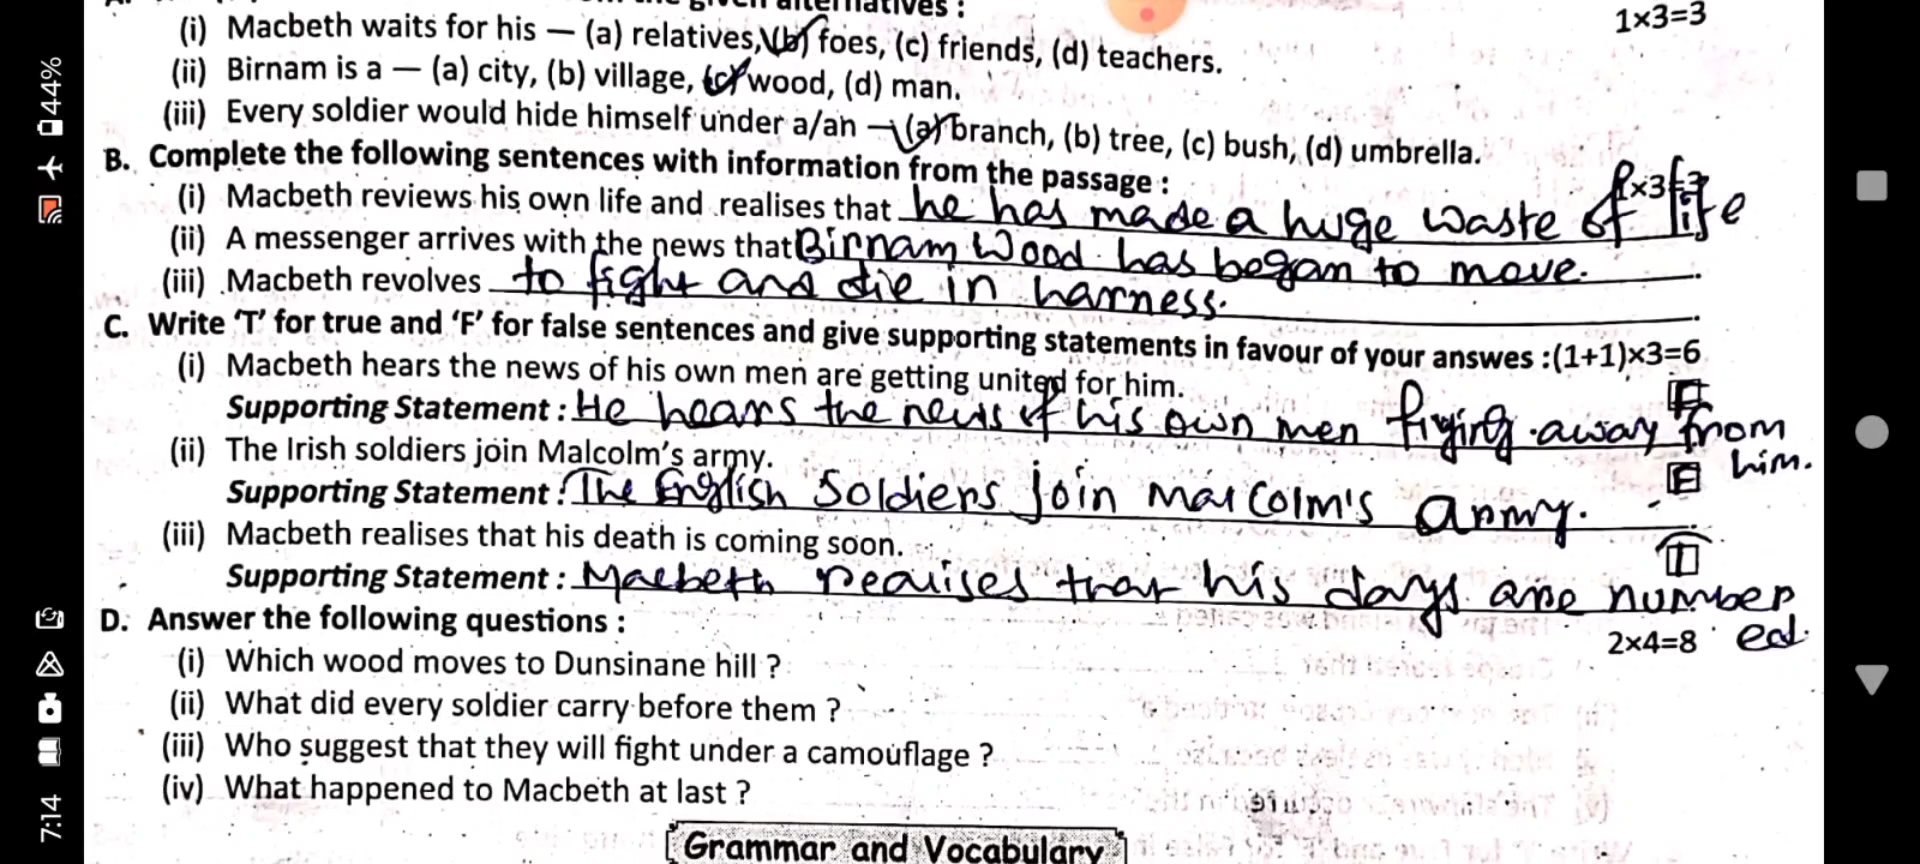 the given alternatives :
1×3=3
(i) Macbeth waits for his — (a) relatives, (b) foes, (c) friends, (d) teachers.
(ii) Birnam is a — (a) city, (b) village, (c) wood, (d) man.
(iii) Every soldier would hide himself under a/an — (a) branch, (b) tree, (c) bush, (d) umbrella.
B. Complete the following sentences with information from the passage :
(i) Macbeth reviews his own life and realises that he has made a huge waste of life
(ii) A messenger arrives with the news that Birnam Wood has began to move.
(iii) Macbeth revolves to fight and die in harness.
C. Write ‘T’ for true and ‘F’ for false sentences and give supporting statements in favour of your answes :(1+1)×3=6
(i) Macbeth hears the news of his own men are getting united for him. F
Supporting Statement : He hears the news of his own men away from
him.
(ii) The Irish soldiers join Malcolm’s army. F
Supporting Statement : The English Soldiers join Malcolm's army.
(iii) Macbeth realises that his death is coming soon. T
Supporting Statement : Macbeth realises that his days are number
ed.
D. Answer the following questions : 2×4=8
(i) Which wood moves to Dunsinane hill ?
(ii) What did every soldier carry before them ?
(iii) Who suggest that they will fight under a camouflage ?
(iv) What happened to Macbeth at last ?
Grammar and Vocabulary
44%
7:14